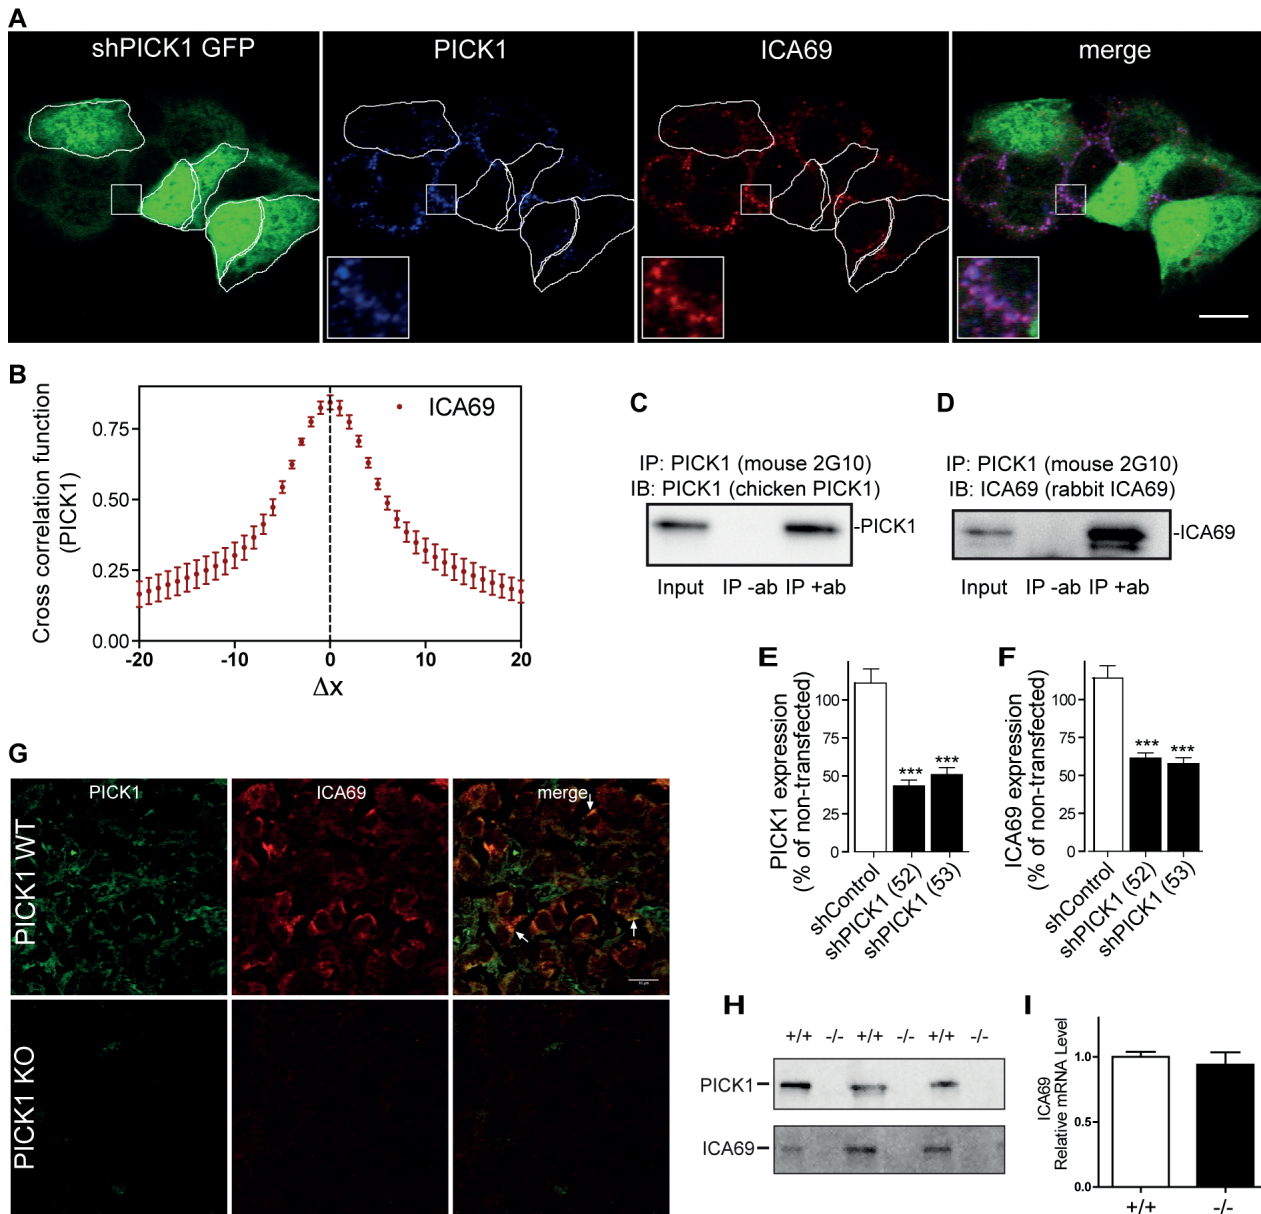 A
shPICK1 GFP
PICK1
ICA69
merge
B
Cross correlation function
(PICK1)
0.75
0.50
0.25
0.00
-20
-10
0
10
20
Δx
ICA69
C
IP: PICK1 (mouse 2G10)
IB: PICK1 (chicken PICK1)
-PICK1
Input IP -ab IP +ab
D
IP: PICK1 (mouse 2G10)
IB: ICA69 (rabbit ICA69)
-ICA69
Input IP -ab IP +ab
E
PICK1 expression
(% of non-transfected)
100
75
50
25
0
***
***
shControl
shPICK1 (52)
shPICK1 (53)
F
ICA69 expression
(% of non-transfected)
100
75
50
25
0
***
***
shControl
shPICK1 (52)
shPICK1 (53)
G
PICK1
ICA69
merge
PICK1 WT
PICK1 KO
H
+/+ -/- +/+ -/- +/+ -/-
PICK1
ICA69
I
ICA69
Relative mRNA Level
1.0
0.5
0.0
+/+
-/-